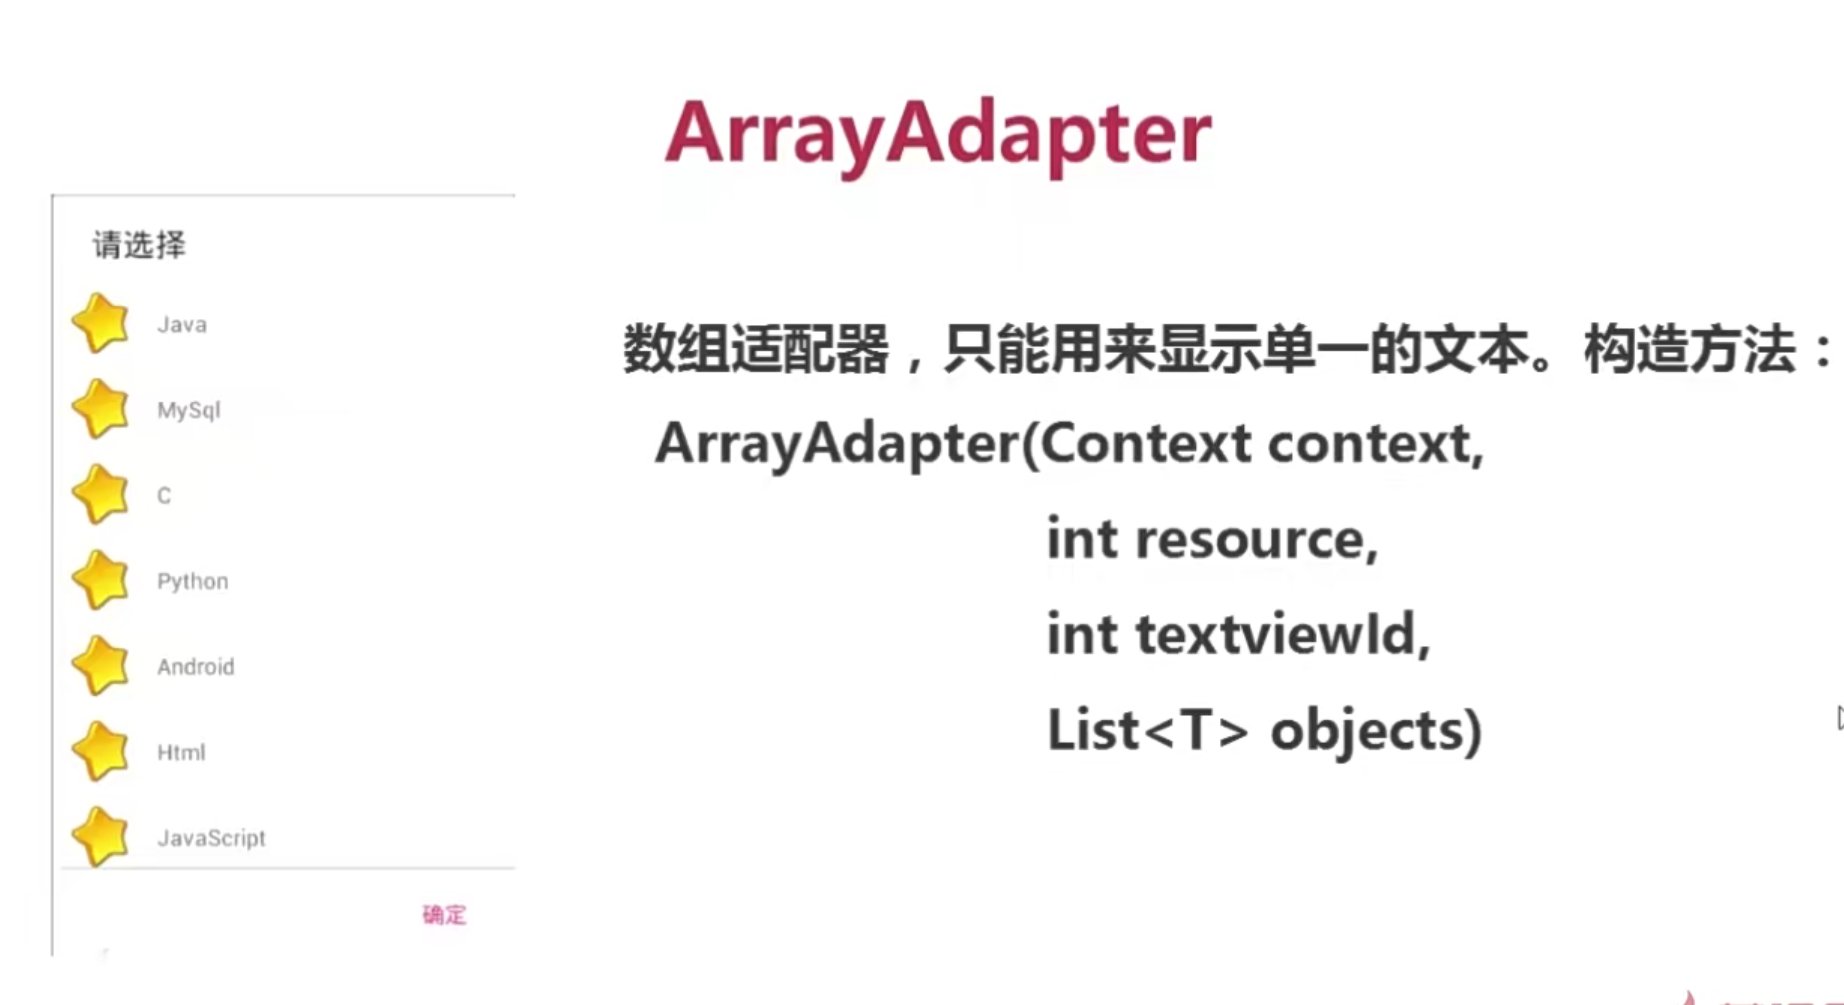 ArrayAdapter
请选择
Java
MySql
C
Python
Android
Html
JavaScript
确定
数组适配器，只能用来显示单一的文本。构造方法：
ArrayAdapter(Context context,
int resource,
int textviewId,
List<T> objects)